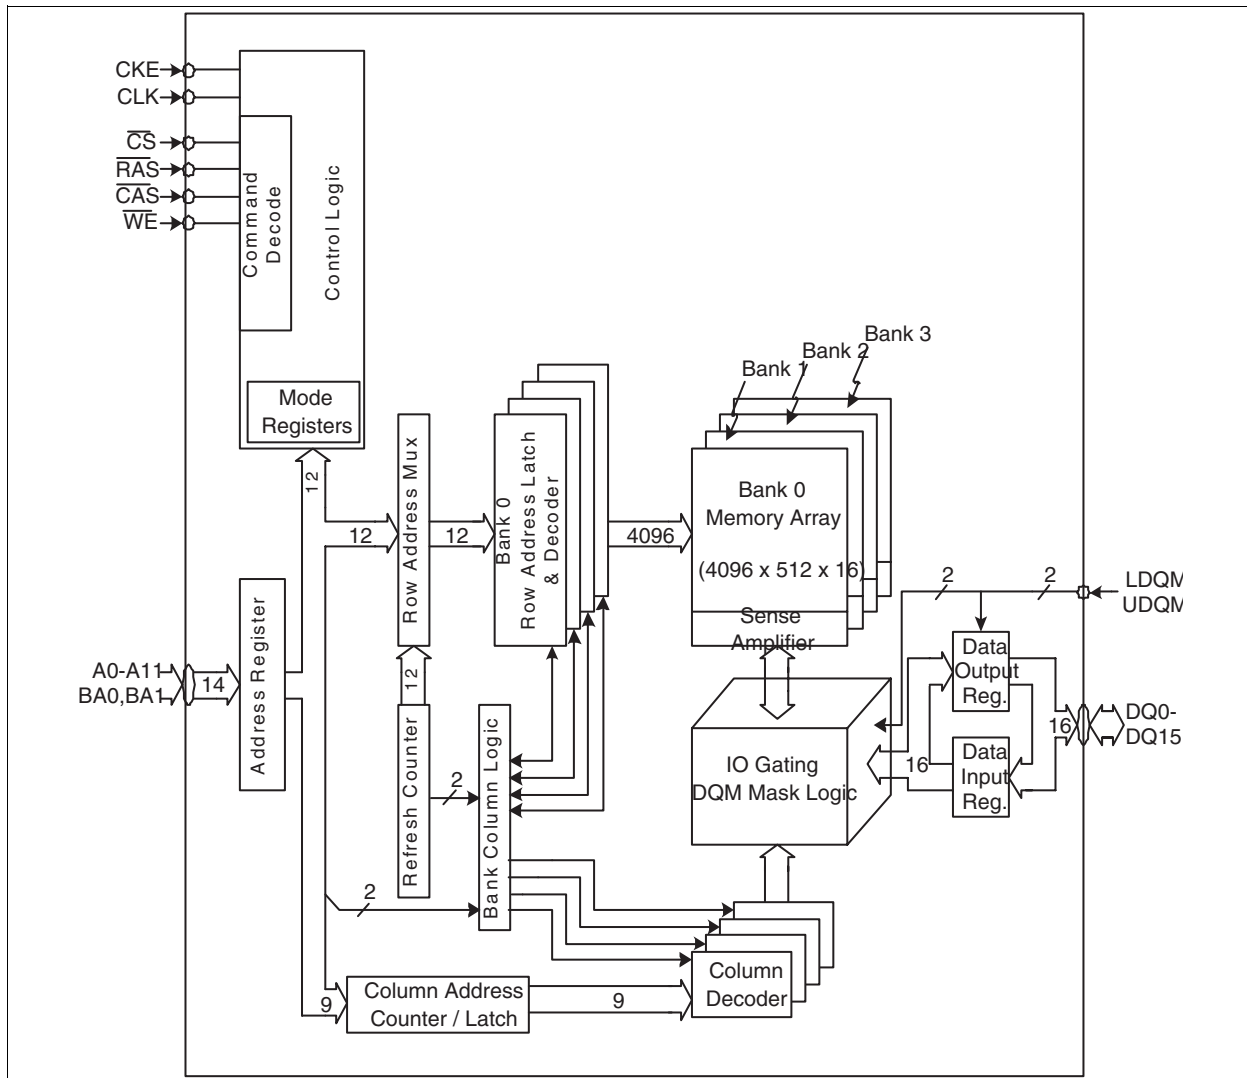 CKE
CLK
CS
RAS
CAS
WE
Command
Decode
Control Logic
Mode
Registers
12
Bank 3
Bank 2
Bank 1
Row Address Mux
12
12
Bank 0
Row Address Latch
& Decoder
4096
Bank 0
Memory Array
(4096 x 512 x 16)
Sense
Amplifier
2
2
LDQM
UDQM
A0-A11
BA0,BA1
14
Address Register
12
Refresh Counter
2
Bank Column Logic
IO Gating
DQM Mask Logic
16
Data
Output
Reg.
Data
Input
Reg.
16
DQ0-
DQ15
2
9
Column Address
Counter / Latch
9
Column
Decoder